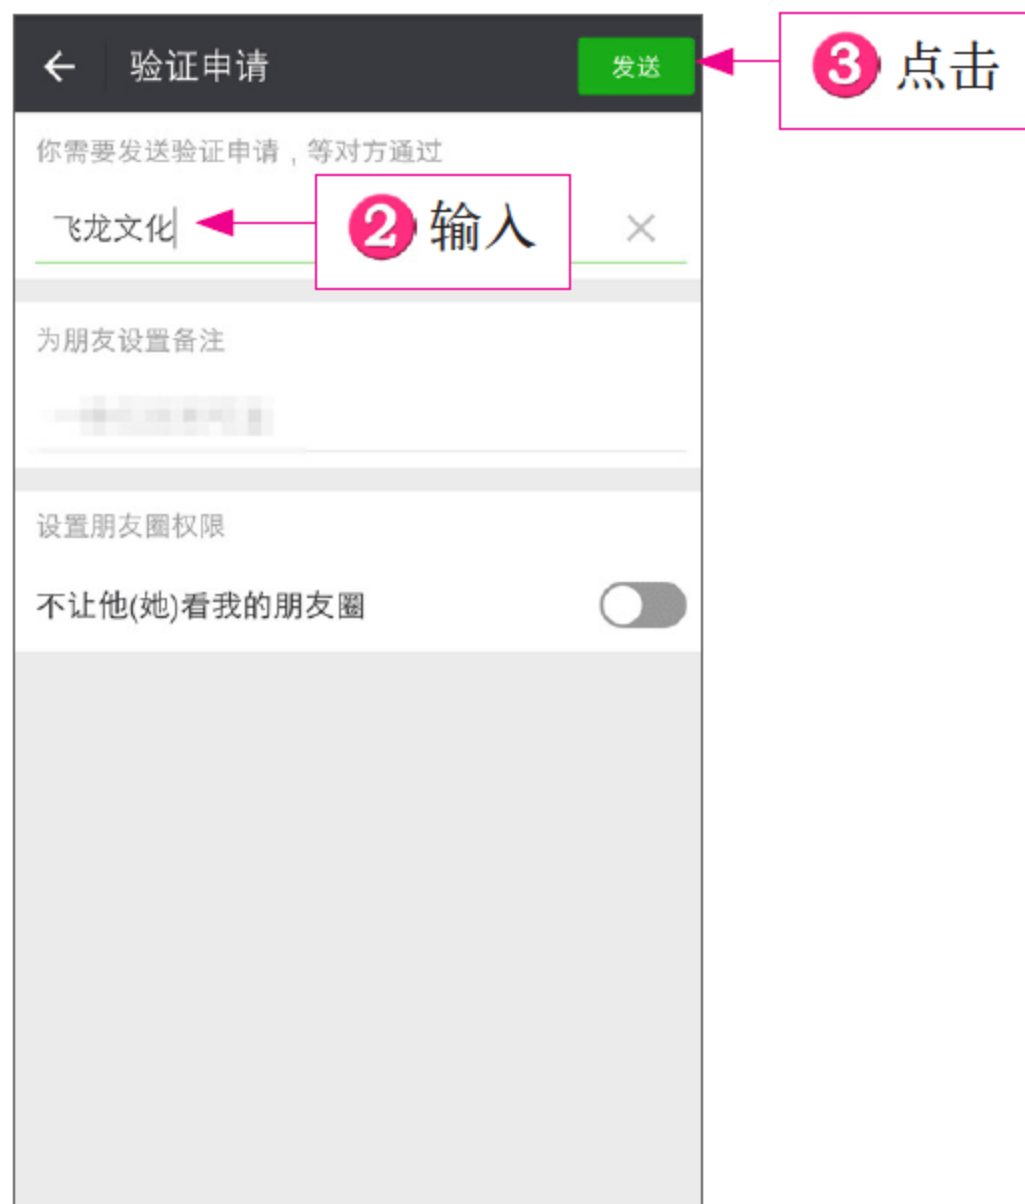 验证申请
发送
❸ 点击
你需要发送验证申请，等对方通过
飞龙文化
❷ 输入
为朋友设置备注
设置朋友圈权限
不让他(她)看我的朋友圈